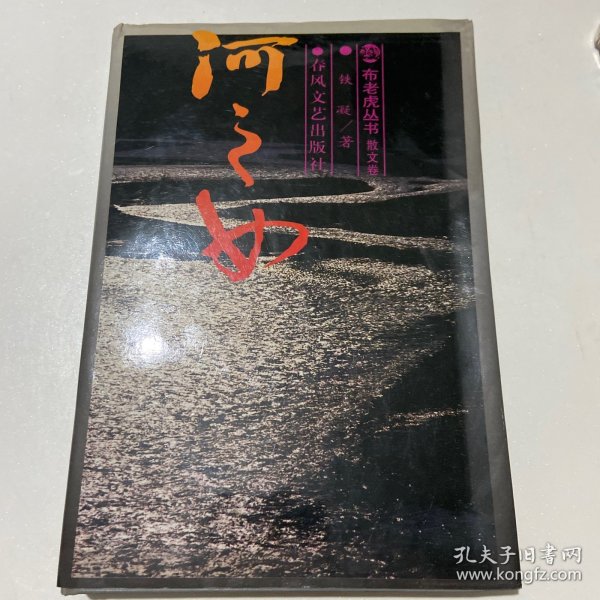 河之女
布老虎丛书 散文卷
铁凝/著
春风文艺出版社
孔夫子旧书网
www.kongfz.com